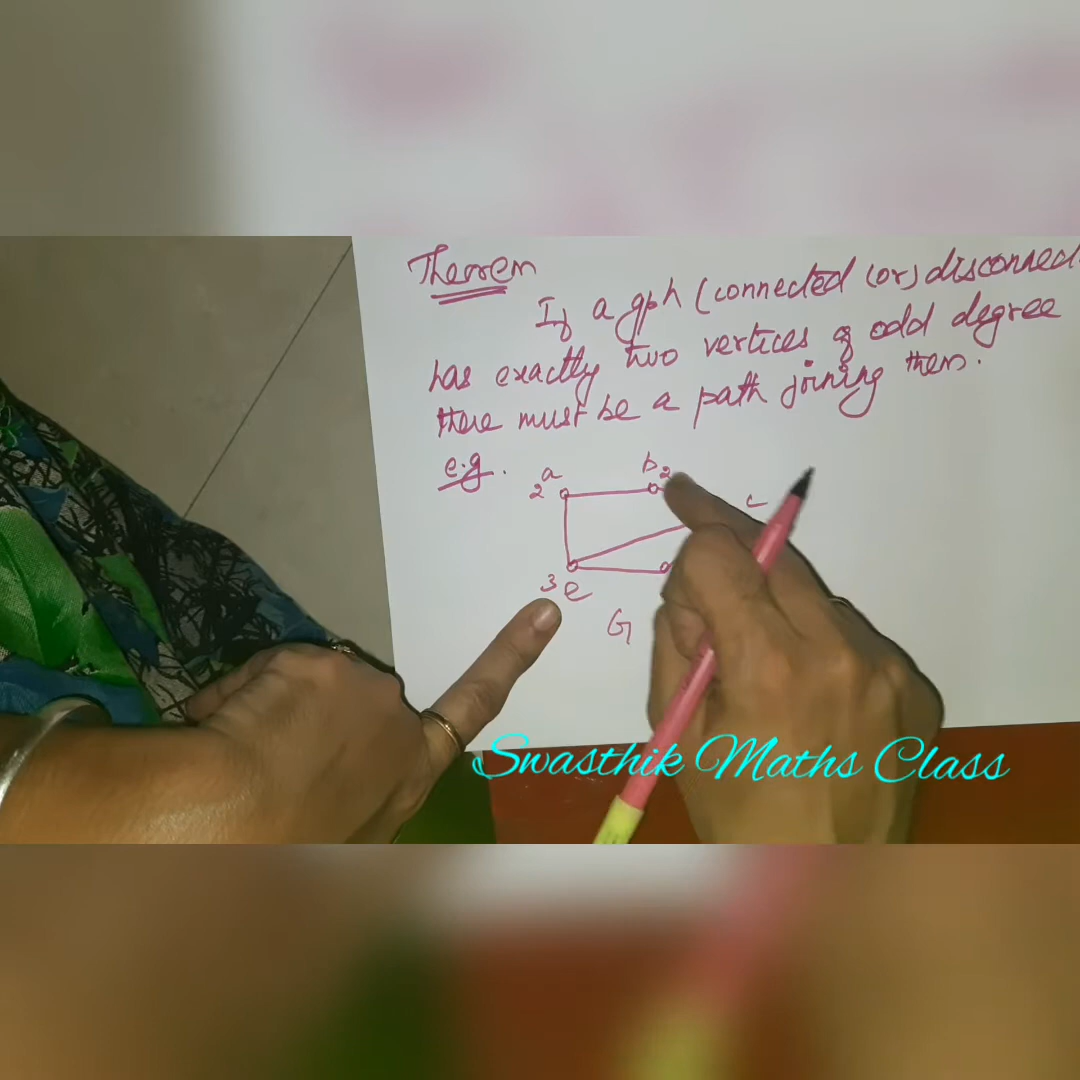 Theorem
If a gph (connected (or) disconnect
has exactly two vertices of odd degree
there must be a path joining them.
e.g.
a b 2
2 c
3 e
G
Swasthik Maths Class